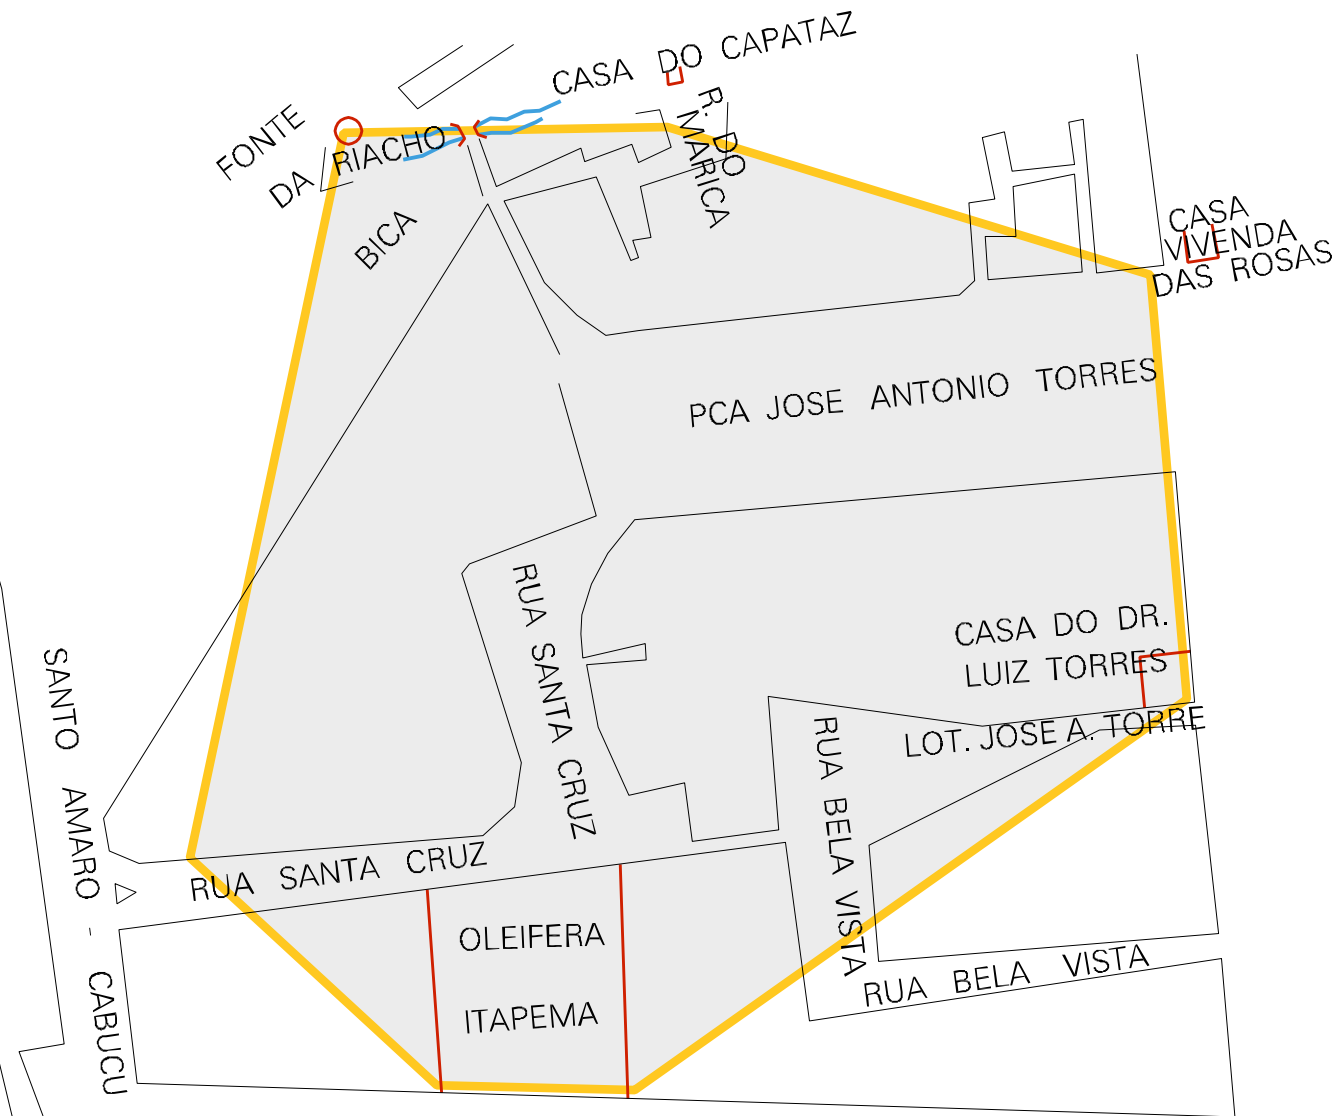 CASA DO CAPATAZ
FONTE
DA RIACHO
BICA
R. DO
MARICA
CASA
VIVENDA
DAS ROSAS
PCA JOSE ANTONIO TORRES
RUA SANTA CRUZ
CASA DO DR.
LUIZ TORRES
LOT. JOSE A. TORRE
RUA BELA VISTA
SANTO AMARO - CABUCU
RUA SANTA CRUZ
OLEIFERA
ITAPEMA
RUA BELA VISTA